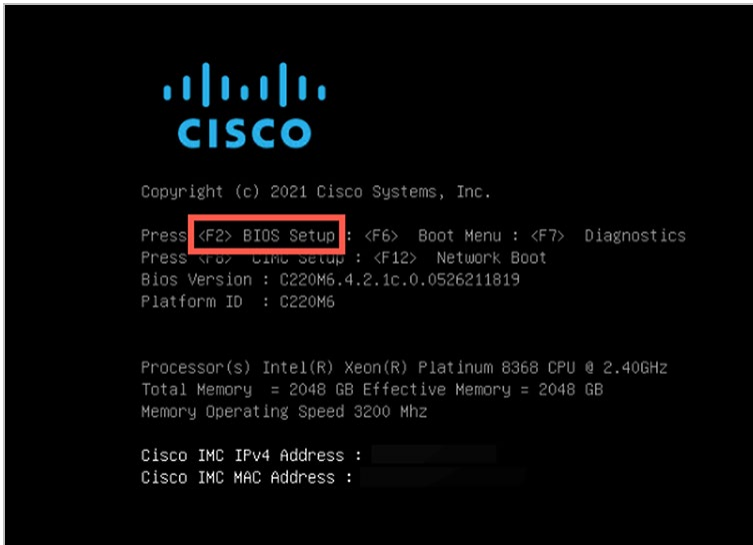 CISCO
Copyright (c) 2021 Cisco Systems, Inc.
Press <F2> BIOS Setup : <F6> Boot Menu : <F7> Diagnostics
Press <F8> CIMC Setup : <F12> Network Boot
Bios Version : C220M6.4.2.1c.0.0526211819
Platform ID : C220M6
Processor(s) Intel(R) Xeon(R) Platinum 8368 CPU @ 2.40GHz
Total Memory = 2048 GB Effective Memory = 2048 GB
Memory Operating Speed 3200 Mhz
Cisco IMC IPv4 Address :
Cisco IMC MAC Address :